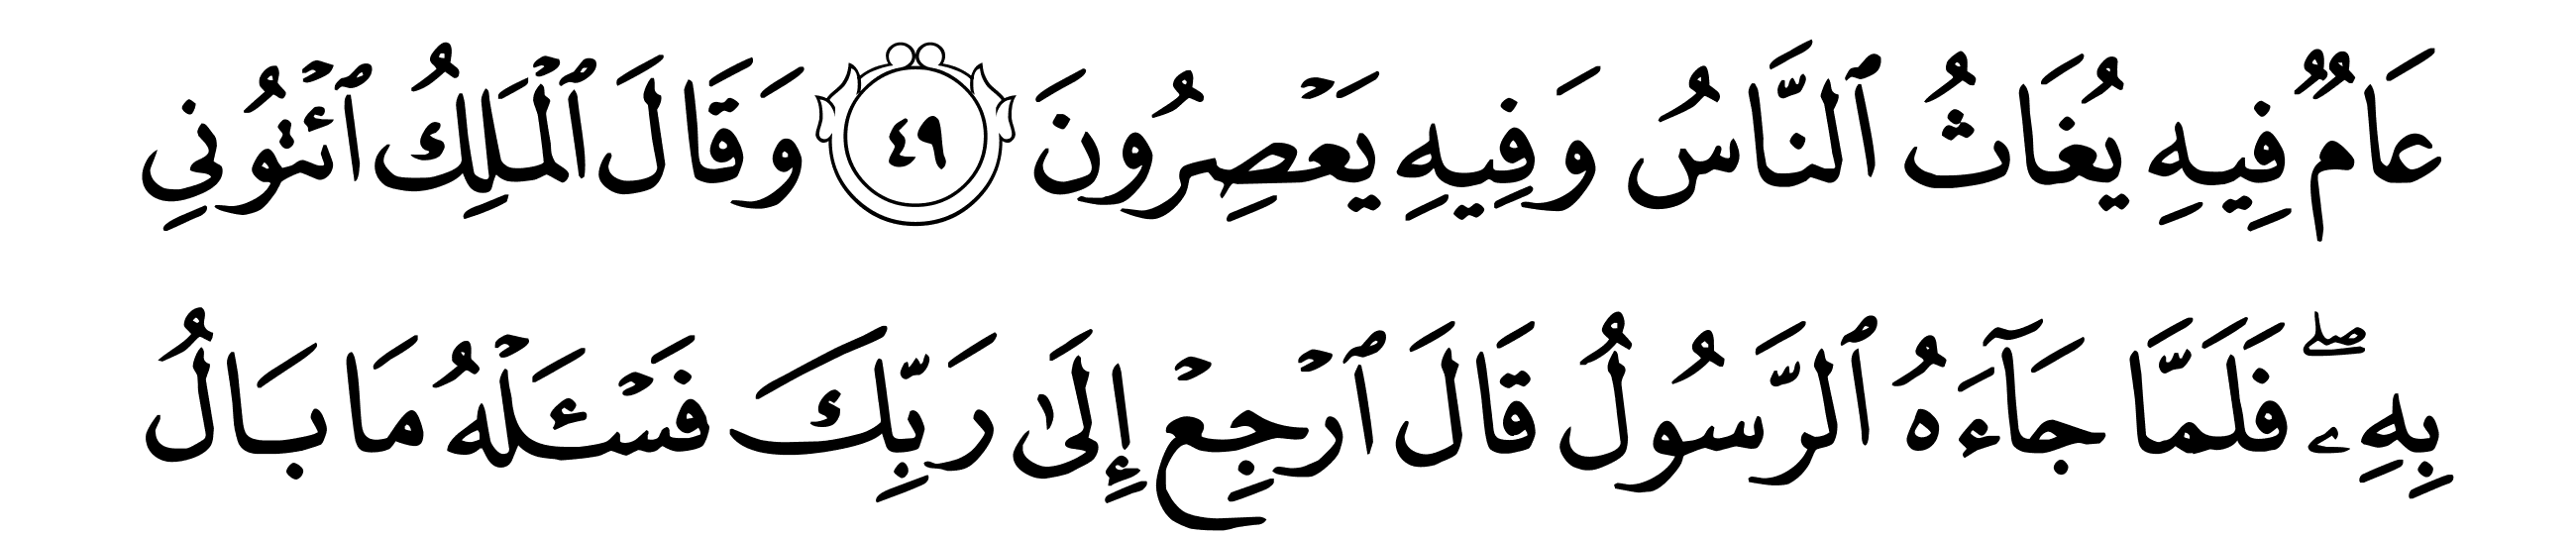 عَامٌ فِيهِ يُغَاثُ ٱلنَّاسُ وَفِيهِ يَعۡصِرُونَ ٤٩ وَقَالَ ٱلۡمَلِكُ ٱئۡتُونِي
بِهِۦۖ فَلَمَّا جَآءَهُ ٱلرَّسُولُ قَالَ ٱرۡجِعۡ إِلَىٰ رَبِّكَ فَسۡـَٔلۡهُ مَا بَالُ